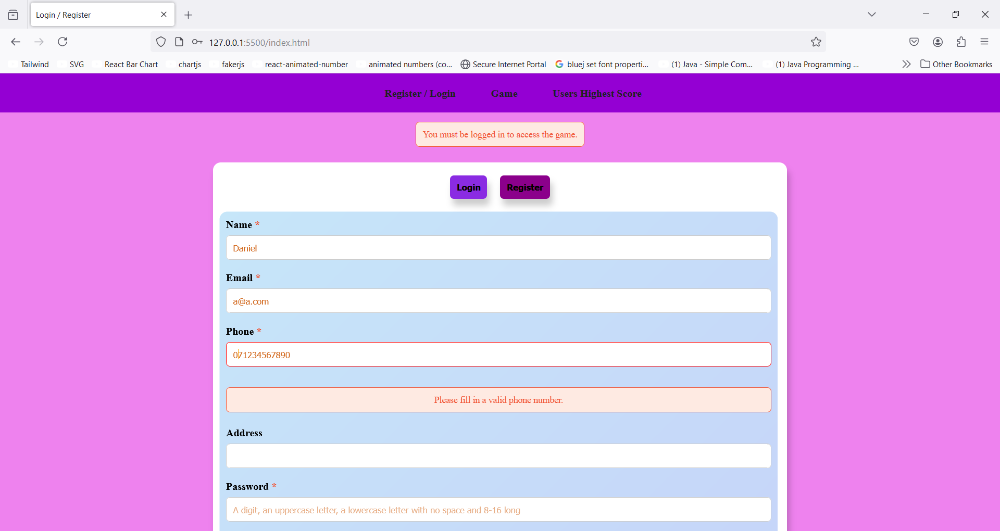 Login / Register
127.0.0.1:5500/index.html
Tailwind SVG React Bar Chart chartjs fakerjs react-animated-number animated numbers (co... Secure Internet Portal bluej set font properti... (1) Java - Simple Com... (1) Java Programming ... Other Bookmarks
Register / Login Game Users Highest Score
You must be logged in to access the game.
Login Register
Name *
Daniel
Email *
a@a.com
Phone *
071234567890
Please fill in a valid phone number.
Address
Password *
A digit, an uppercase letter, a lowercase letter with no space and 8-16 long